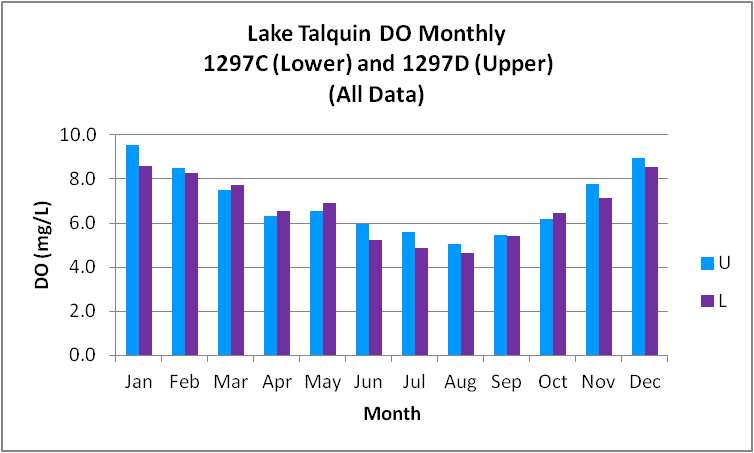 Lake Talquin DO Monthly
1297C (Lower) and 1297D (Upper)
(All Data)
10.0
8.0
6.0
4.0
2.0
0.0
DO (mg/L)
Jan Feb Mar Apr May Jun Jul Aug Sep Oct Nov Dec
Month
U
L